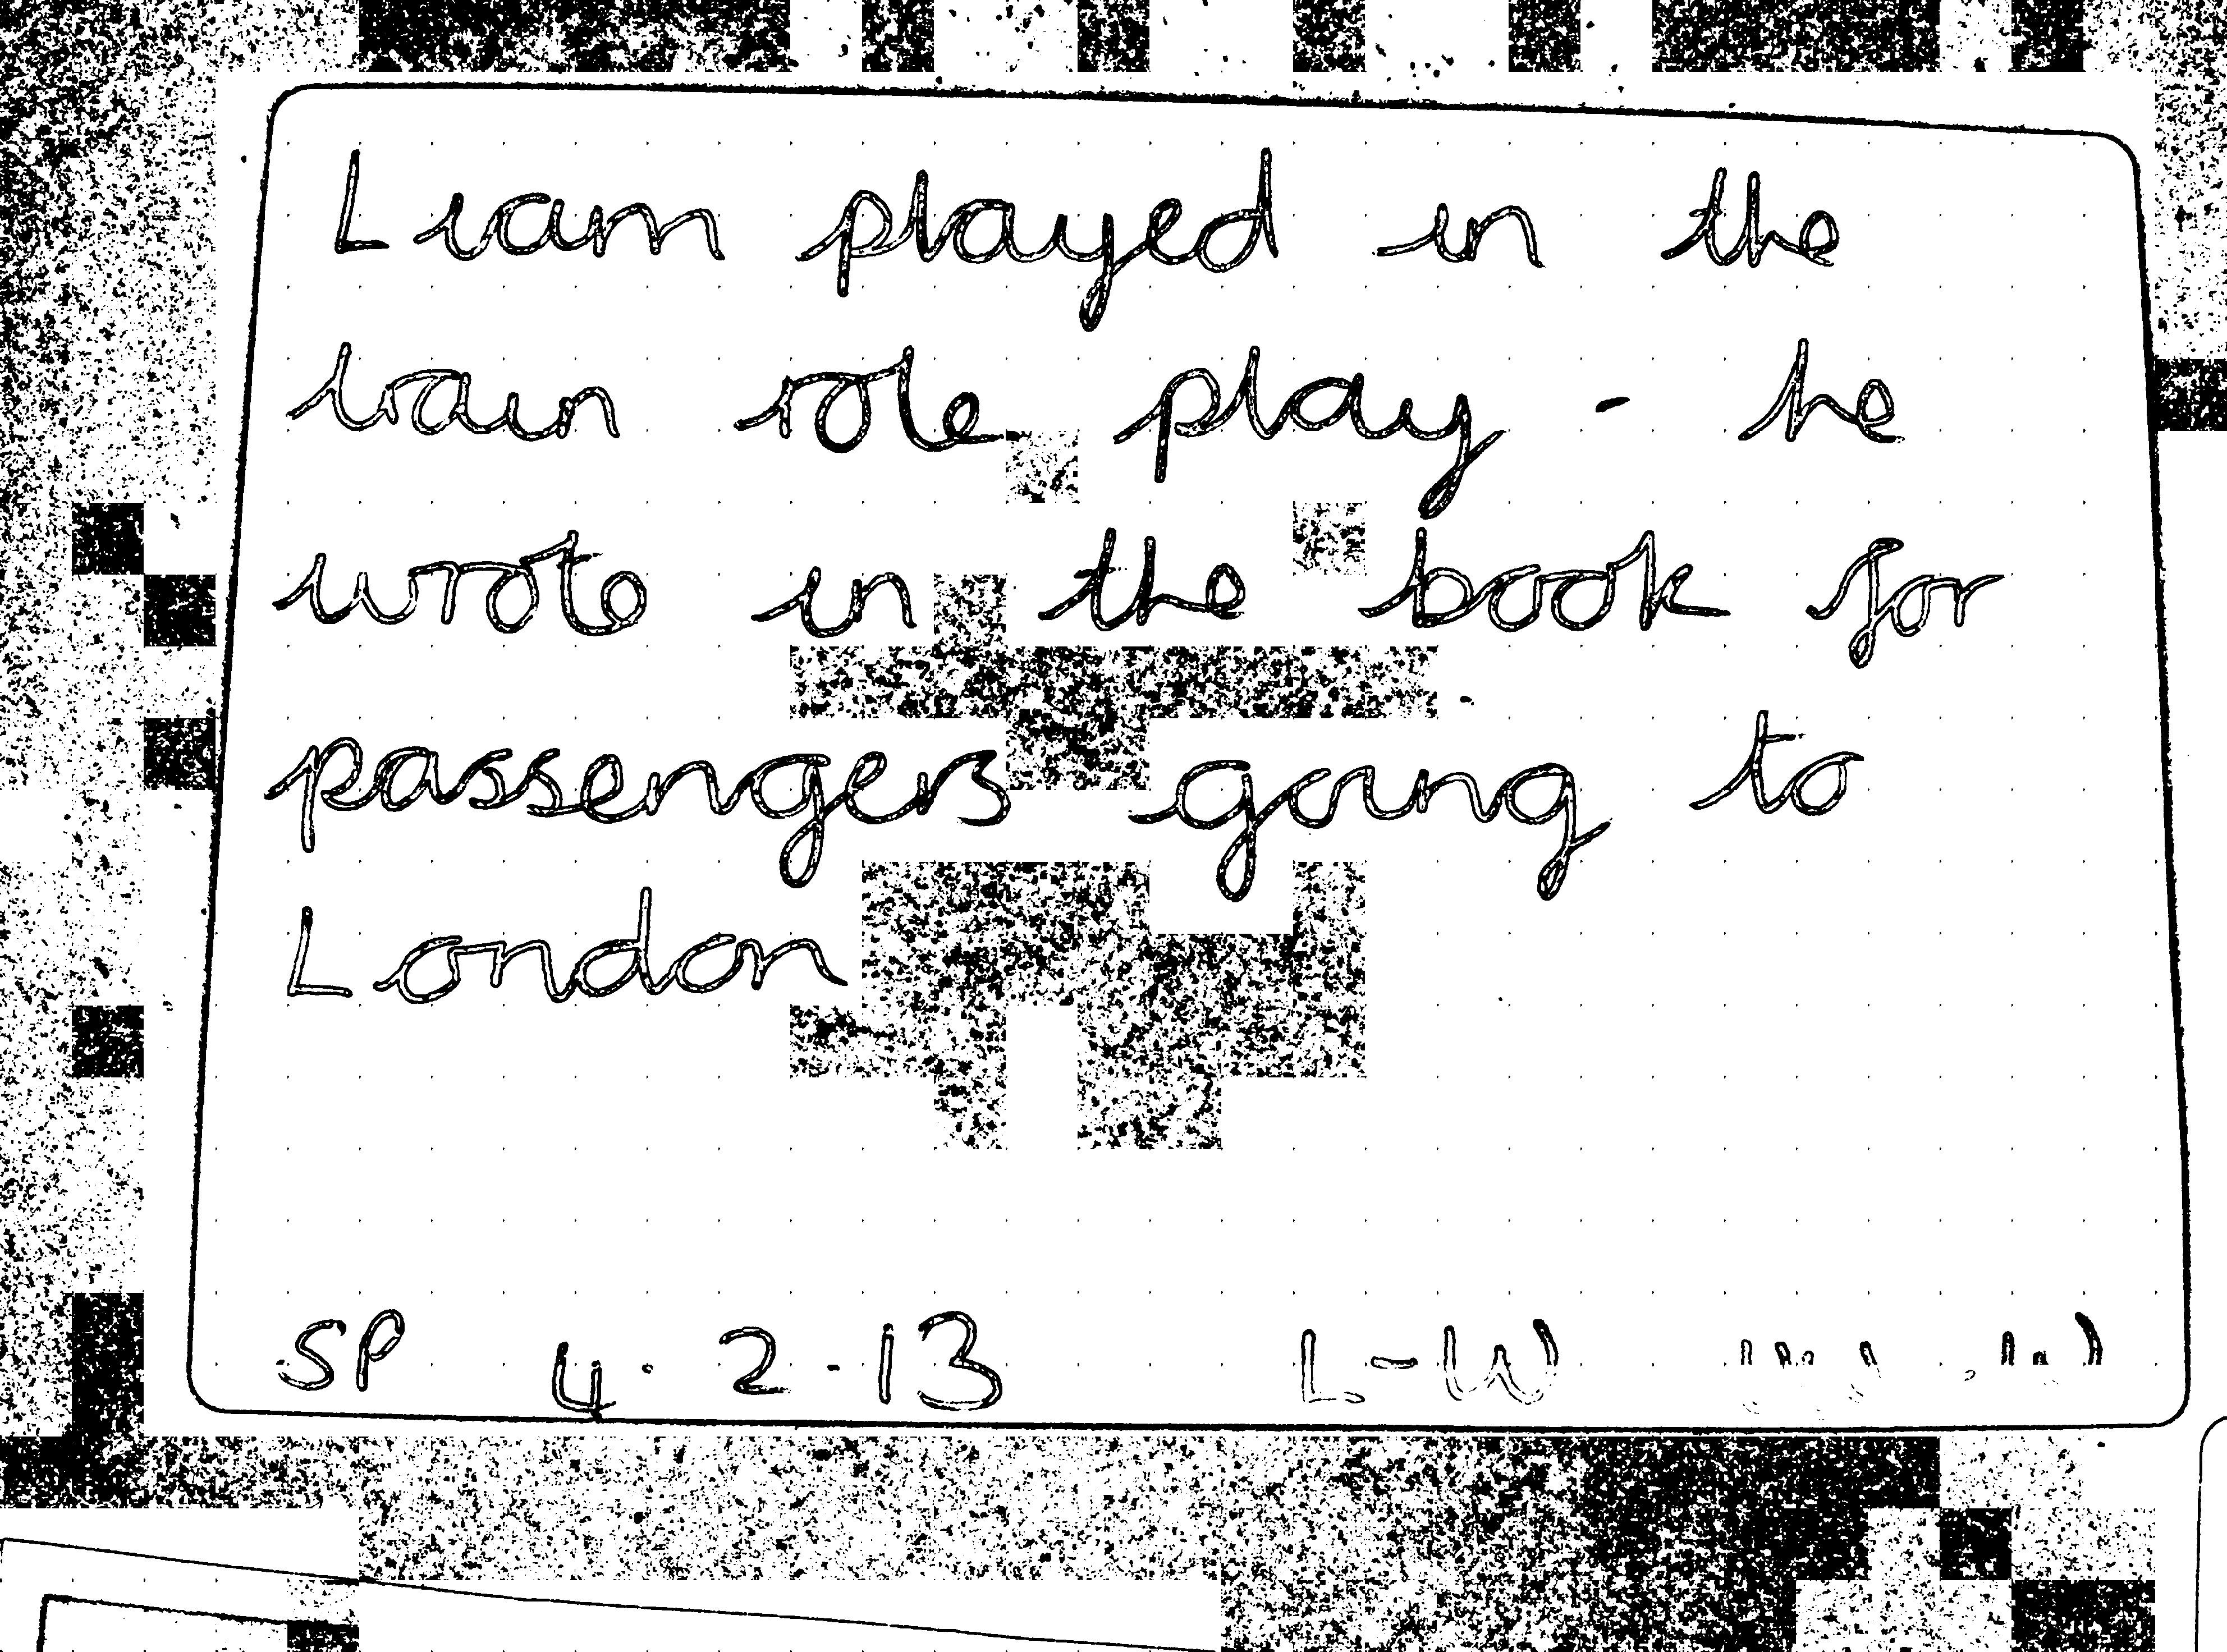 Liam played in the
train role play - he
wrote in the book for
passengers going to
London
SP 4.2.13 L-W